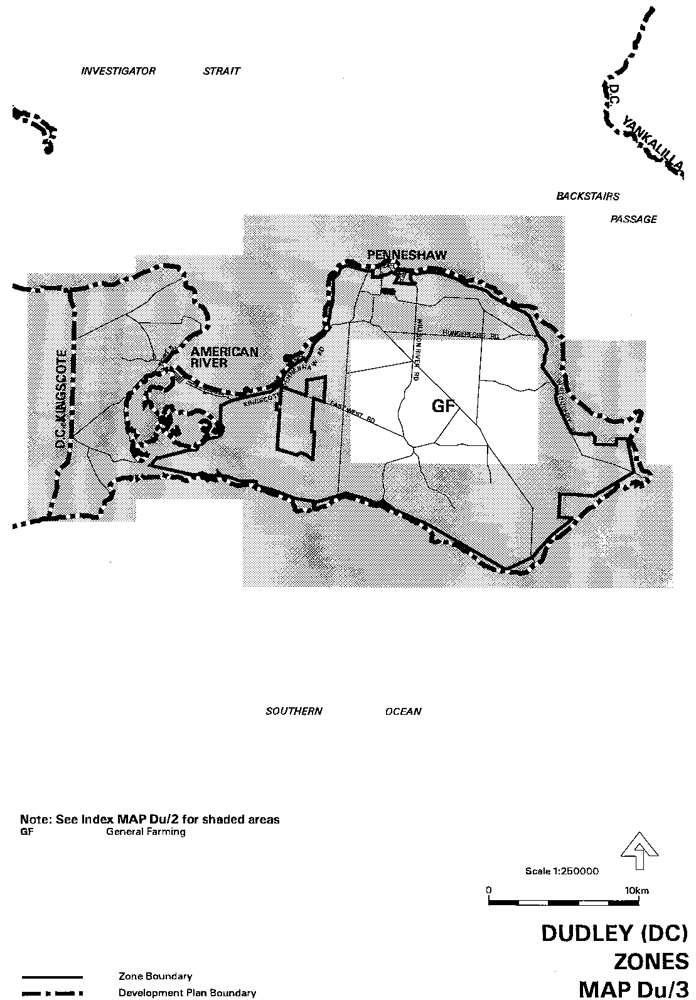 INVESTIGATOR STRAIT
D.C.
YANKALILLA
BACKSTAIRS
PASSAGE
PENNESHAW
WILLSON RIVER RD
HUNGERFORD RD
AMERICAN
RIVER
D.C. KINGSCOTE
KINGSCOTE
RD
EAST WEST RD
GF
SOUTHERN OCEAN
Note: See Index MAP Du/2 for shaded areas
GF General Farming
Scale 1:250000
0 10km
DUDLEY (DC)
ZONES
MAP Du/3
Zone Boundary
Development Plan Boundary